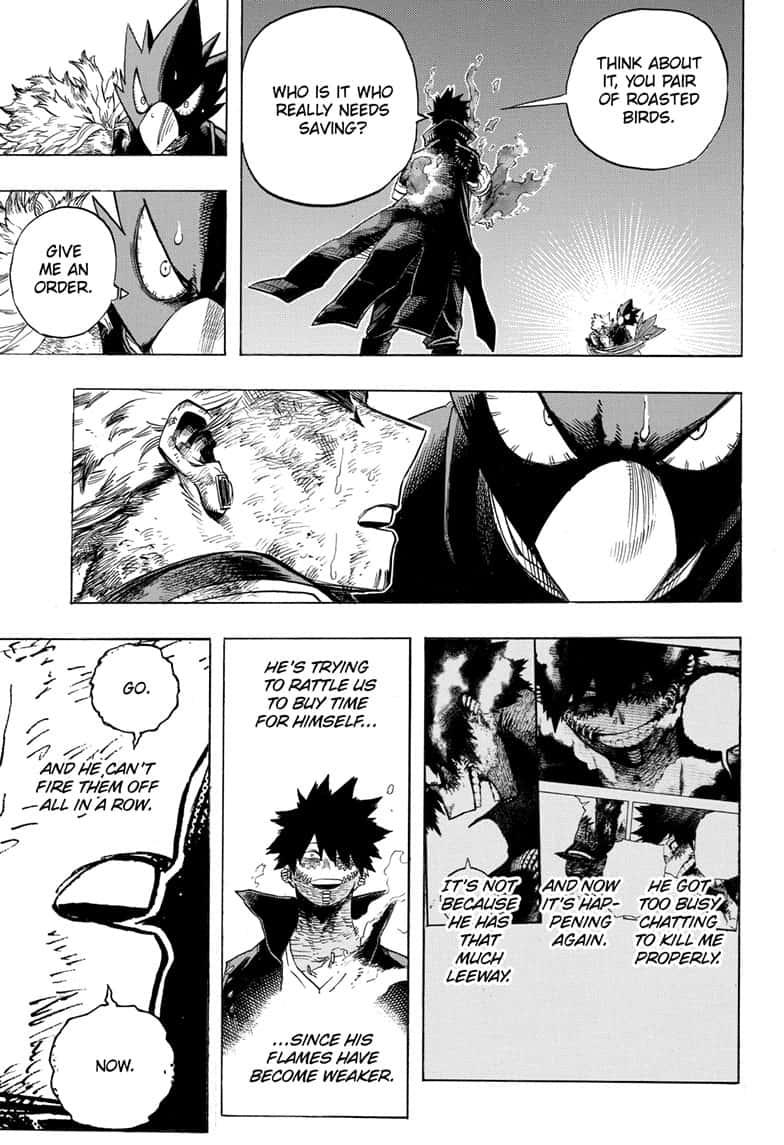 THINK ABOUT
IT, YOU PAIR
OF ROASTED
BIRDS.
WHO IS IT WHO
REALLY NEEDS
SAVING?
GIVE
ME AN
ORDER.
HE GOT
TOO BUSY
CHATTING
TO KILL ME
PROPERLY.
AND NOW
IT'S HAP-
PENING
AGAIN.
IT'S NOT
BECAUSE
HE HAS
THAT
MUCH
LEEWAY.
HE'S TRYING
TO RATTLE US
TO BUY TIME
FOR HIMSELF...
...SINCE HIS
FLAMES HAVE
BECOME WEAKER.
GO.
AND HE CAN'T
FIRE THEM OFF
ALL IN A ROW.
NOW.